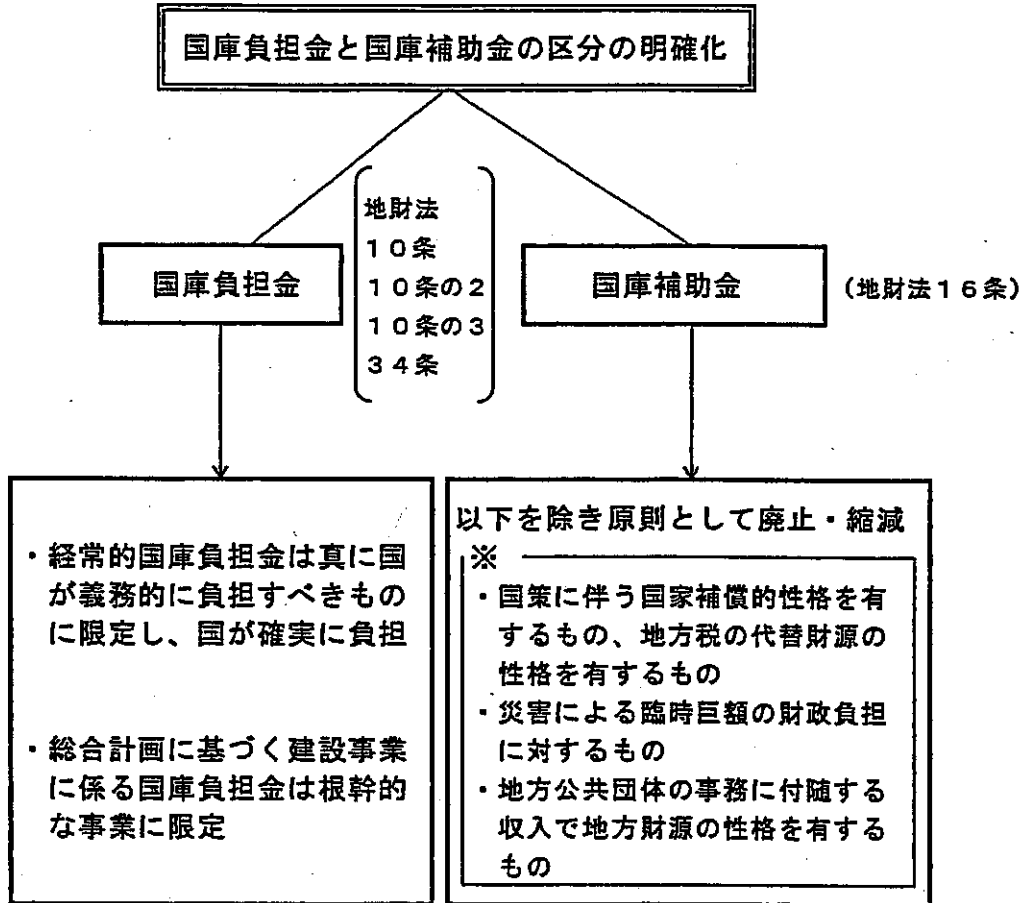 国庫負担金と国庫補助金の区分の明確化
地財法
１０条
１０条の２
１０条の３
３４条
国庫負担金
国庫補助金
（地財法１６条）
・経常的国庫負担金は真に国
が義務的に負担すべきもの
に限定し、国が確実に負担
・総合計画に基づく建設事業
に係る国庫負担金は根幹的
な事業に限定
以下を除き原則として廃止・縮減
※
・国策に伴う国家補償的性格を有
するもの、地方税の代替財源の
性格を有するもの
・災害による臨時巨額の財政負担
に対するもの
・地方公共団体の事務に付随する
収入で地方財源の性格を有する
もの